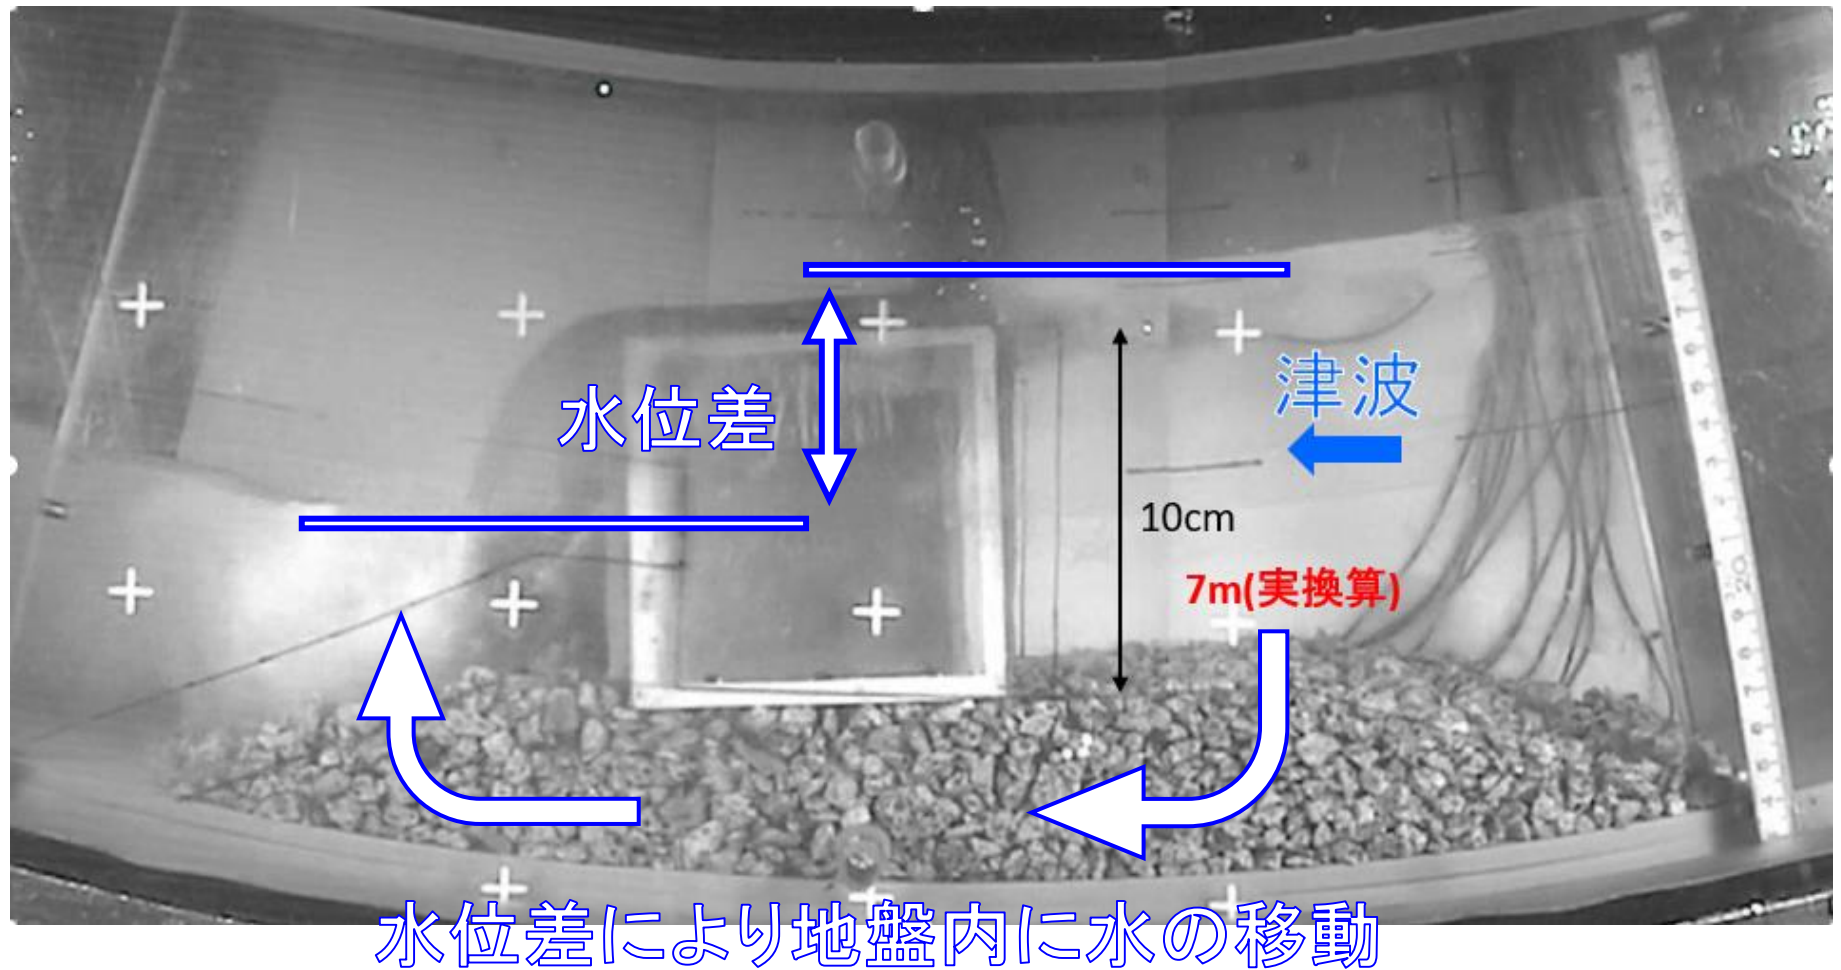 津波
水位差
10cm
7m(実換算)
水位差により地盤内に水の移動